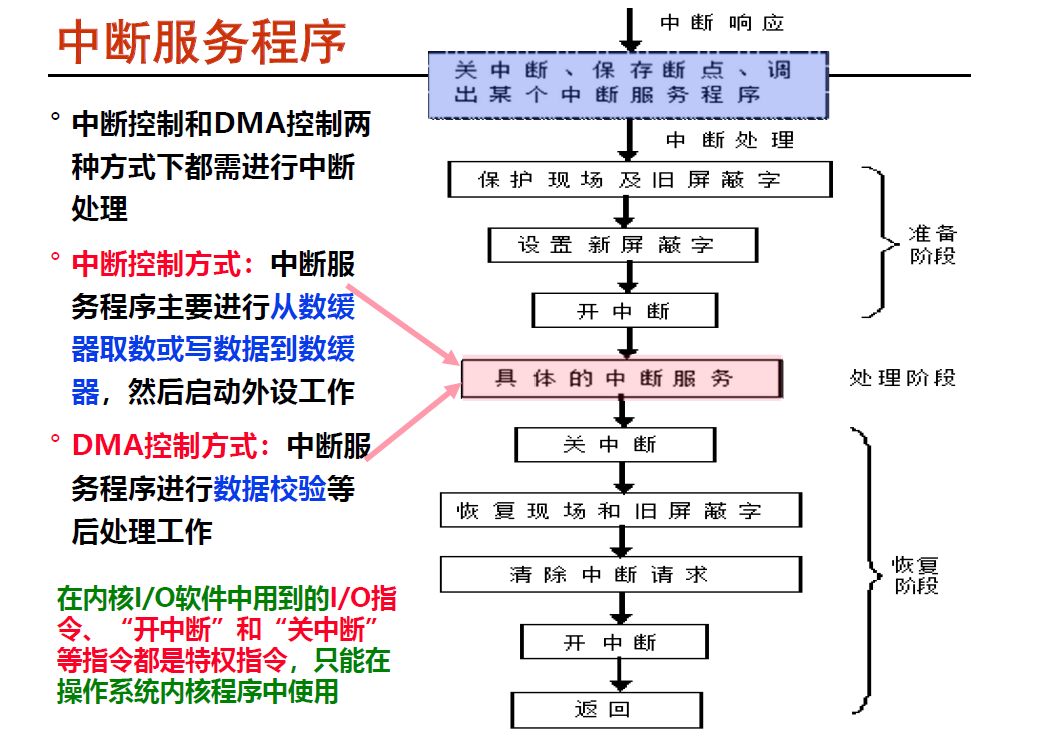 中断服务程序
° 中断控制和DMA控制两
种方式下都需进行中断
处理
° 中断控制方式：中断服
务程序主要进行从数缓
器取数或写数据到数缓
器，然后启动外设工作
° DMA控制方式：中断服
务程序进行数据校验等
后处理工作
在内核I/O软件中用到的I/O指
令、“开中断”和“关中断”
等指令都是特权指令，只能在
操作系统内核程序中使用
中断响应
关中断、保存断点、调
出某个中断服务程序
中断处理
保护现场及旧屏蔽字
设置新屏蔽字
开中断
准备
阶段
具体的中断服务
处理阶段
关中断
恢复现场和旧屏蔽字
清除中断请求
开中断
返回
恢复
阶段